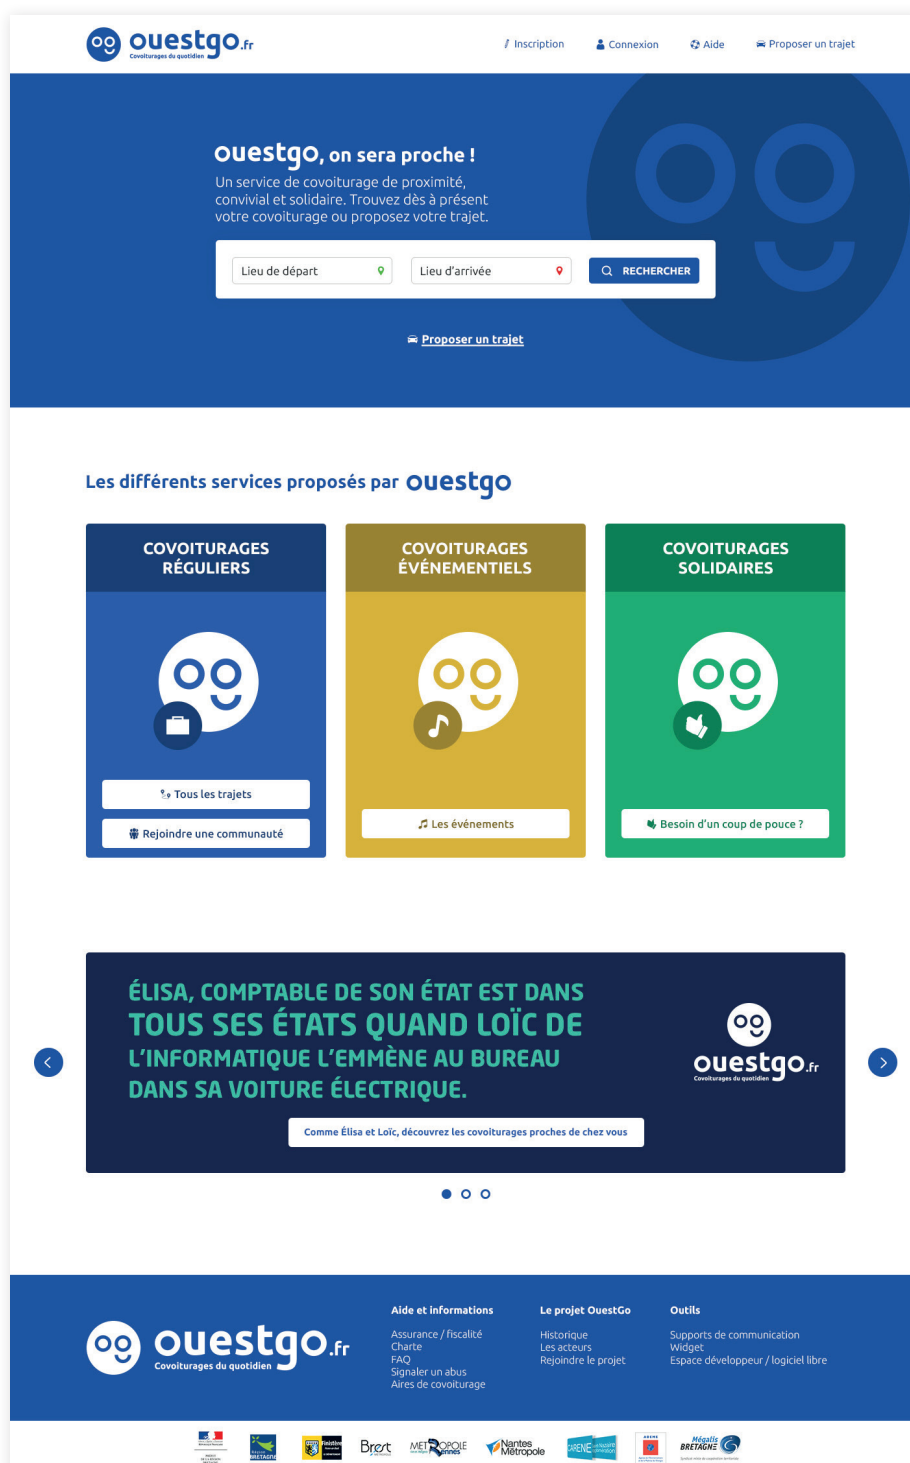 ouestgo.fr
Covoiturages du quotidien
Inscription
Connexion
Aide
Proposer un trajet
ouestgo, on sera proche !
Un service de covoiturage de proximité,
convivial et solidaire. Trouvez dès à présent
votre covoiturage ou proposez votre trajet.
Lieu de départ
Lieu d'arrivée
RECHERCHER
Proposer un trajet
Les différents services proposés par ouestgo
COVOITURAGES
RÉGULIERS
Tous les trajets
Rejoindre une communauté
COVOITURAGES
ÉVÉNEMENTIELS
Les événements
COVOITURAGES
SOLIDAIRES
Besoin d'un coup de pouce ?
ÉLISA, COMPTABLE DE SON ÉTAT EST DANS
TOUS SES ÉTATS QUAND LOÏC DE
L'INFORMATIQUE L'EMMÈNE AU BUREAU
DANS SA VOITURE ÉLECTRIQUE.
ouestgo.fr
Covoiturages du quotidien
Comme Élisa et Loïc, découvrez les covoiturages proches de chez vous
ouestgo.fr
Covoiturages du quotidien
Aide et informations
Assurance / fiscalité
Charte
FAQ
Signaler un abus
Aires de covoiturage
Le projet OuestGo
Historique
Les acteurs
Rejoindre le projet
Outils
Supports de communication
Widget
Espace développeur / logiciel libre
BRETAGNE
Finistère
Brest
METROPOLE
Rennes
Nantes
Métropole
CARENE
ADEME
Mégalis
BRETAGNE